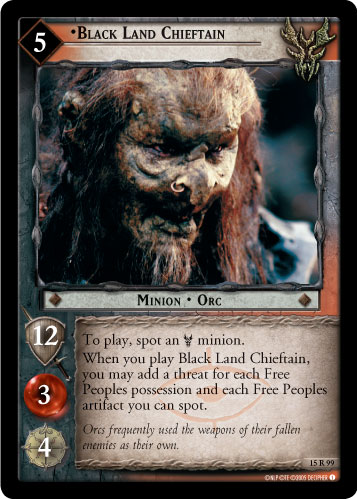 5
•Black Land Chieftain
Minion • Orc
12
3
4
To play, spot an minion.
When you play Black Land Chieftain,
you may add a threat for each Free
Peoples possession and each Free Peoples
artifact you can spot.
Orcs frequently used the weapons of their fallen
enemies as their own.
15 R 99